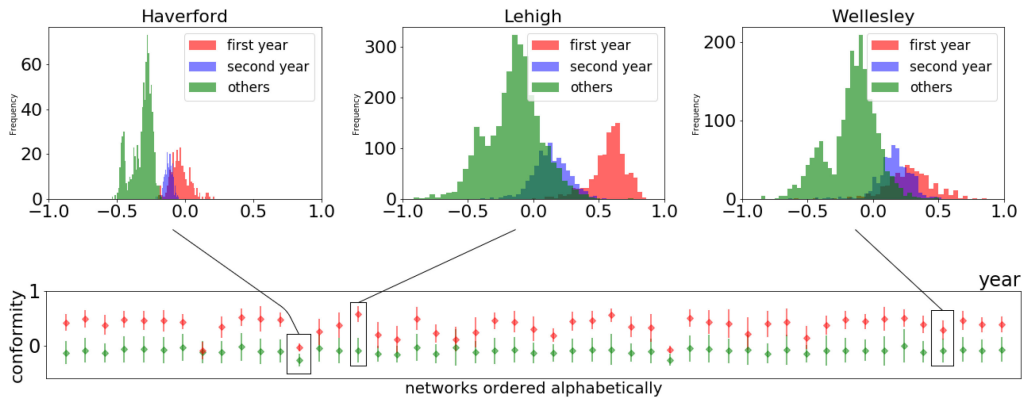 Haverford
Lehigh
Wellesley
Frequency
60
40
20
0
−1.0 −0.5 0.0 0.5 1.0
first year
second year
others
Frequency
300
200
100
0
−1.0 −0.5 0.0 0.5 1.0
first year
second year
others
Frequency
200
100
0
−1.0 −0.5 0.0 0.5 1.0
first year
second year
others
year
conformity
1
0
networks ordered alphabetically